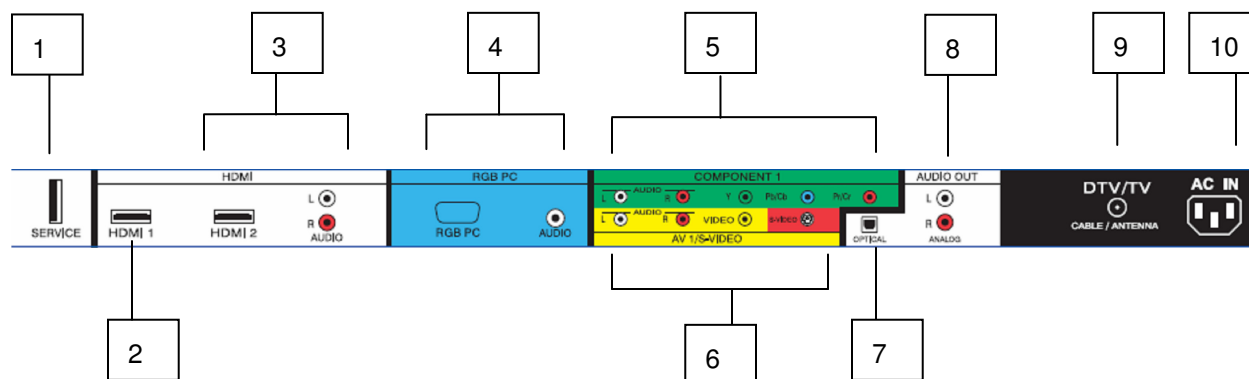 1
3
4
5
8
9
10
HDMI
RGB PC
COMPONENT 1
AUDIO OUT
SERVICE
HDMI 1
HDMI 2
L
R
AUDIO
RGB PC
AUDIO
L AUDIO R Y Pb/Cb Pr/Cr
L AUDIO R VIDEO S-VIDEO
AV 1/S-VIDEO
OPTICAL
L
R
ANALOG
DTV/TV
CABLE / ANTENNA
AC IN
2
6
7